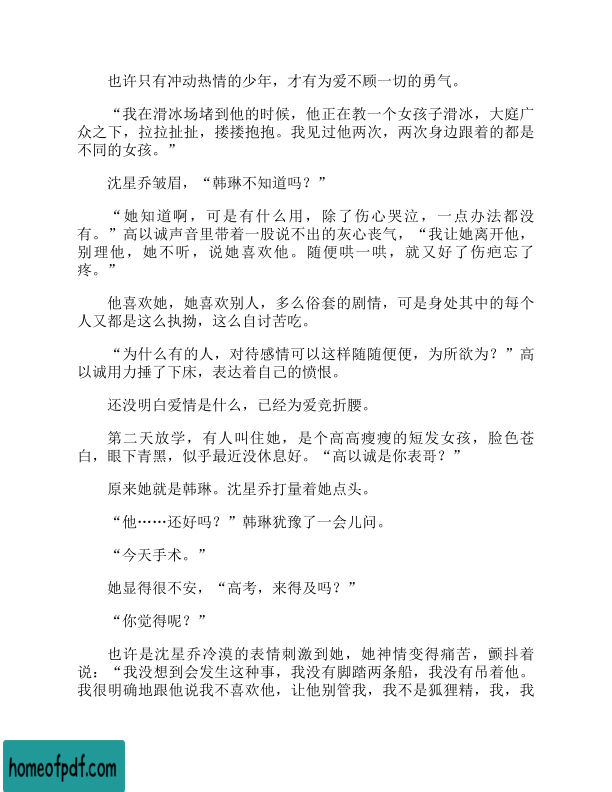 也许只有冲动热情的少年，才有为爱不顾一切的勇气。
“我在滑冰场堵到他的时候，他正在教一个女孩子滑冰，大庭广
众之下，拉拉扯扯，搂搂抱抱。我见过他两次，两次身边跟着的都是
不同的女孩。”
沈星乔皱眉，“韩琳不知道吗？”
“她知道啊，可是有什么用，除了伤心哭泣，一点办法都没
有。”高以诚声音里带着一股说不出的灰心丧气，“我让她离开他，
别理他，她不听，说她喜欢他。随便哄一哄，就又好了伤疤忘了
疼。”
他喜欢她，她喜欢别人，多么俗套的剧情，可是身处其中的每个
人又都是这么执拗，这么自讨苦吃。
“为什么有的人，对待感情可以这样随随便便，为所欲为？”高
以诚用力捶了下床，表达着自己的愤恨。
还没明白爱情是什么，已经为爱竞折腰。
第二天放学，有人叫住她，是个高高瘦瘦的短发女孩，脸色苍
白，眼下青黑，似乎最近没休息好。“高以诚是你表哥？”
原来她就是韩琳。沈星乔打量着她点头。
“他……还好吗？”韩琳犹豫了一会儿问。
“今天手术。”
她显得很不安，“高考，来得及吗？”
“你觉得呢？”
也许是沈星乔冷漠的表情刺激到她，她神情变得痛苦，颤抖着
说：“我没想到会发生这种事，我没有脚踏两条船，我没有吊着他。
我很明确地跟他说我不喜欢他，让他别管我，我不是狐狸精，我，我
homeofpdf.com